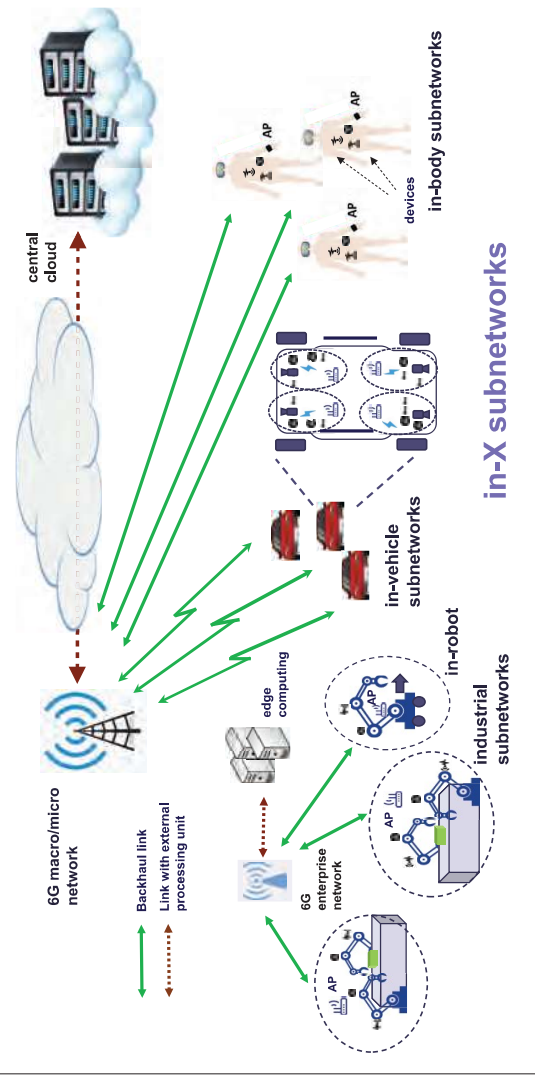 6G macro/micro
network
central
cloud
Backhaul link
Link with external
processing unit
edge
computing
6G
enterprise
network
AP
AP
AP
in-robot
industrial
subnetworks
in-vehicle
subnetworks
AP
AP
AP
devices
in-body subnetworks
in-X subnetworks